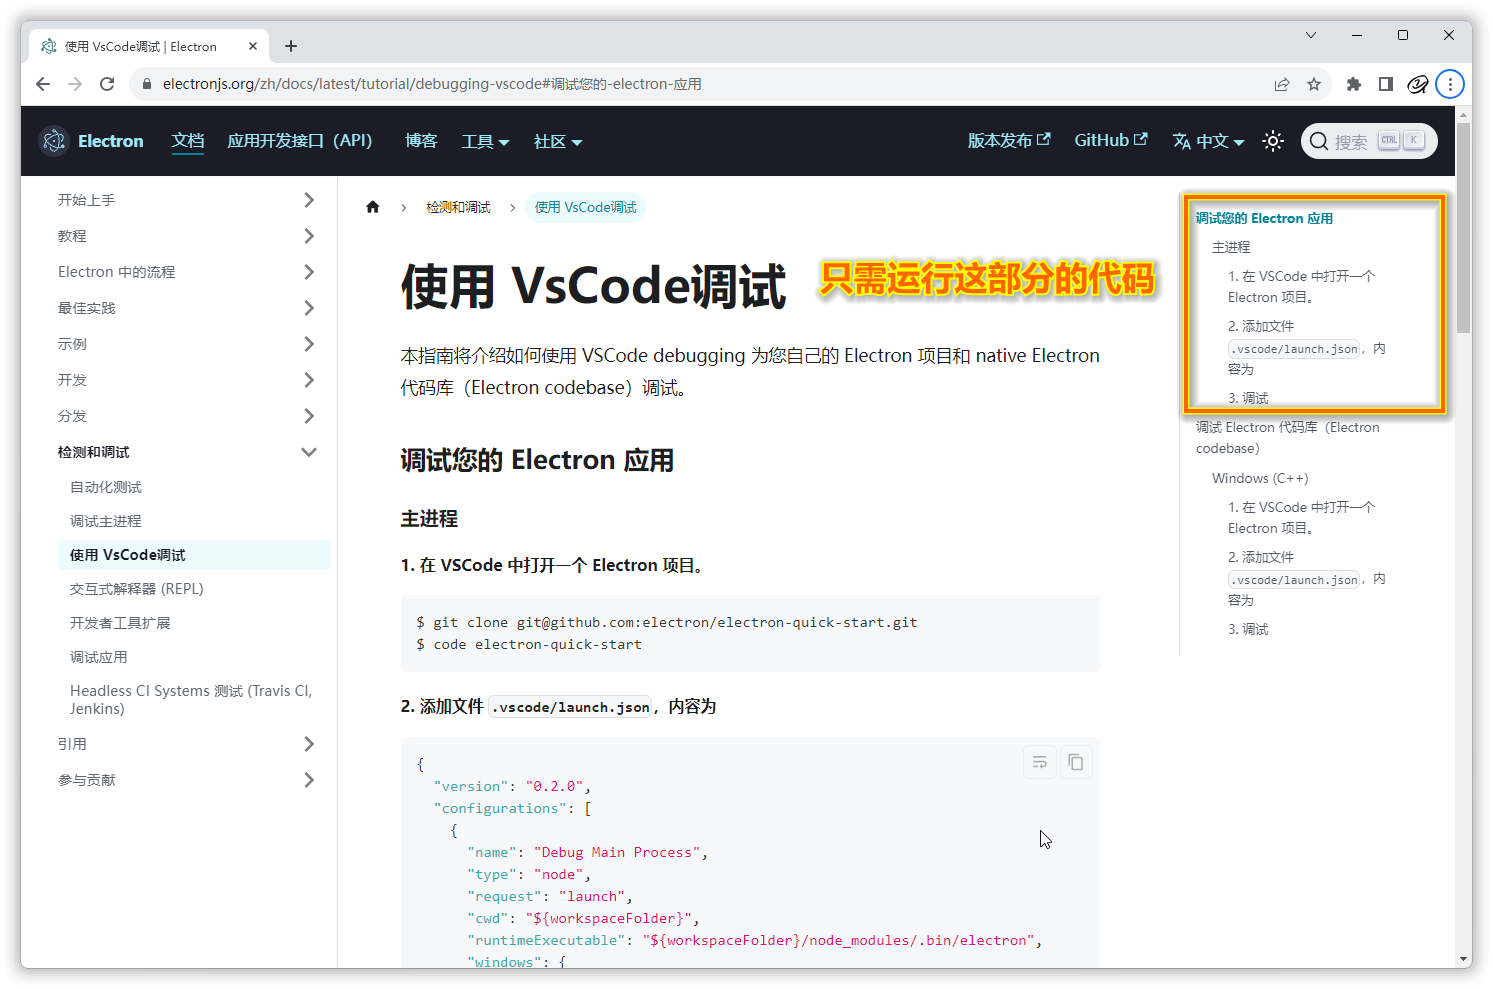 使用 VsCode调试 | Electron
electronjs.org/zh/docs/latest/tutorial/debugging-vscode#调试您的-electron-应用
Electron 文档 应用开发接口（API） 博客 工具 社区 版本发布 GitHub 中文 搜索 CTRL K
开始上手
教程
Electron 中的流程
最佳实践
示例
开发
分发
检测和调试
自动化测试
调试主进程
使用 VsCode调试
交互式解释器 (REPL)
开发者工具扩展
调试应用
Headless CI Systems 测试 (Travis CI,
Jenkins)
引用
参与贡献
检测和调试 使用 VsCode调试
使用 VsCode调试
只需运行这部分的代码
本指南将介绍如何使用 VSCode debugging 为您自己的 Electron 项目和 native Electron
代码库（Electron codebase）调试。
调试您的 Electron 应用
主进程
1. 在 VSCode 中打开一个 Electron 项目。
$ git clone git@github.com:electron/electron-quick-start.git
$ code electron-quick-start
2. 添加文件 .vscode/launch.json，内容为
{
"version": "0.2.0",
"configurations": [
{
"name": "Debug Main Process",
"type": "node",
"request": "launch",
"cwd": "${workspaceFolder}",
"runtimeExecutable": "${workspaceFolder}/node_modules/.bin/electron",
"windows": {
调试您的 Electron 应用
主进程
1. 在 VSCode 中打开一个
Electron 项目。
2. 添加文件
.vscode/launch.json，内
容为
3. 调试
调试 Electron 代码库（Electron
codebase）
Windows (C++)
1. 在 VSCode 中打开一个
Electron 项目。
2. 添加文件
.vscode/launch.json，内
容为
3. 调试